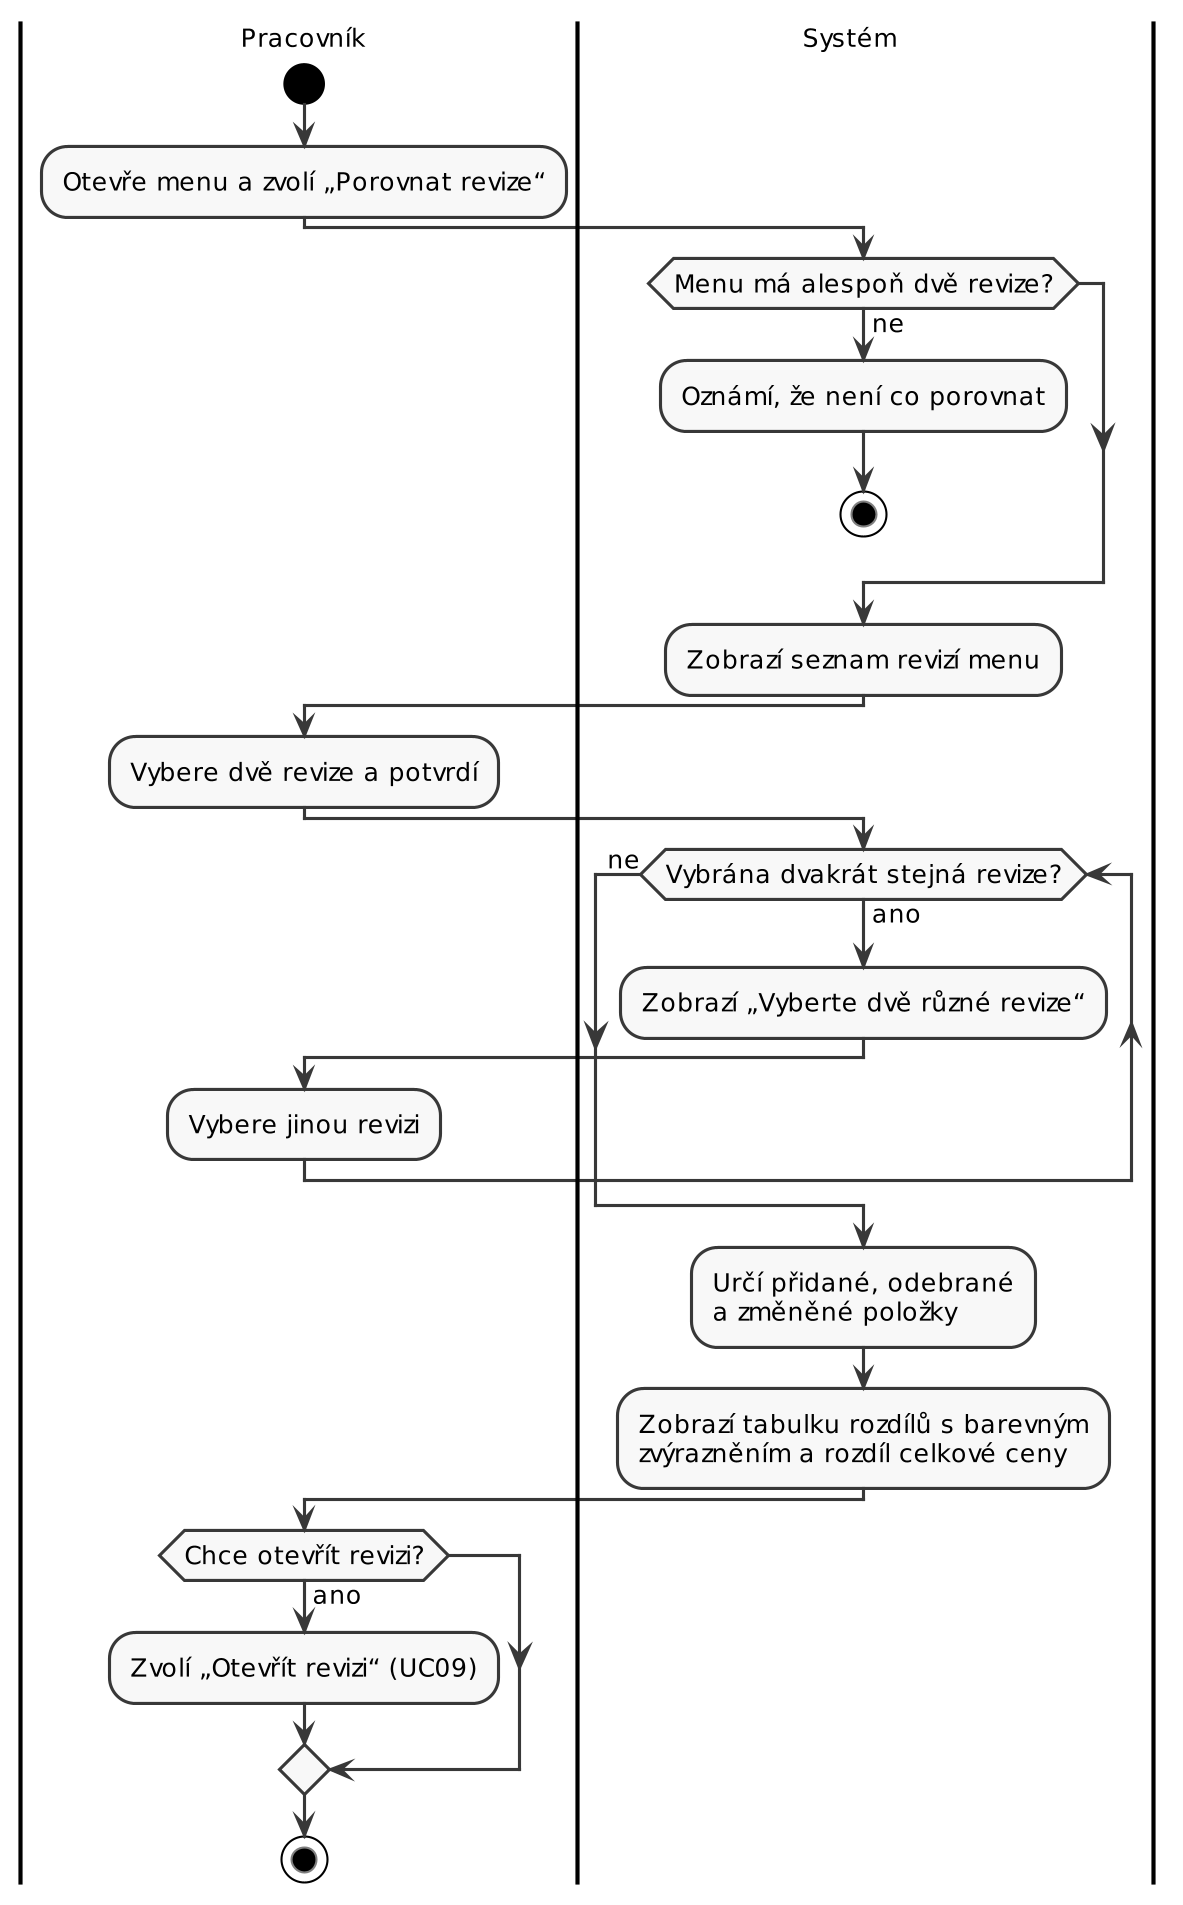 Pracovník
Systém
Otevře menu a zvolí „Porovnat revize“
Menu má alespoň dvě revize?
ne
Oznámí, že není co porovnat
Zobrazí seznam revizí menu
Vybere dvě revize a potvrdí
ne
Vybrána dvakrát stejná revize?
ano
Zobrazí „Vyberte dvě různé revize“
Vybere jinou revizi
Určí přidané, odebrané
a změněné položky
Zobrazí tabulku rozdílů s barevným
zvýrazněním a rozdíl celkové ceny
Chce otevřít revizi?
ano
Zvolí „Otevřít revizi“ (UC09)